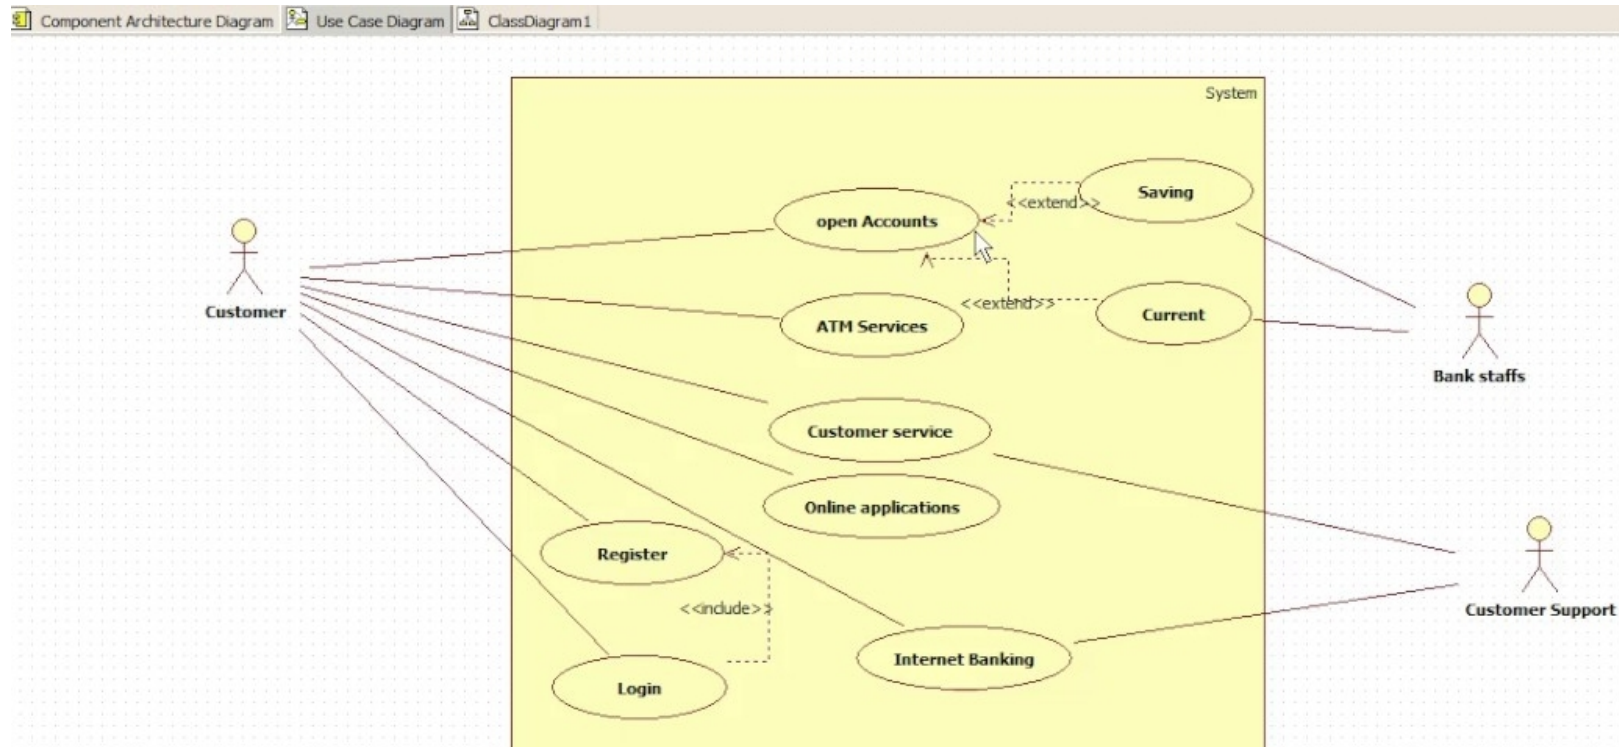 Component Architecture Diagram
Use Case Diagram
ClassDiagram1
System
Saving
<<extend>>
open Accounts
Customer
<<extend>>
Current
ATM Services
Bank staffs
Customer service
Online applications
Register
<<include>>
Customer Support
Internet Banking
Login